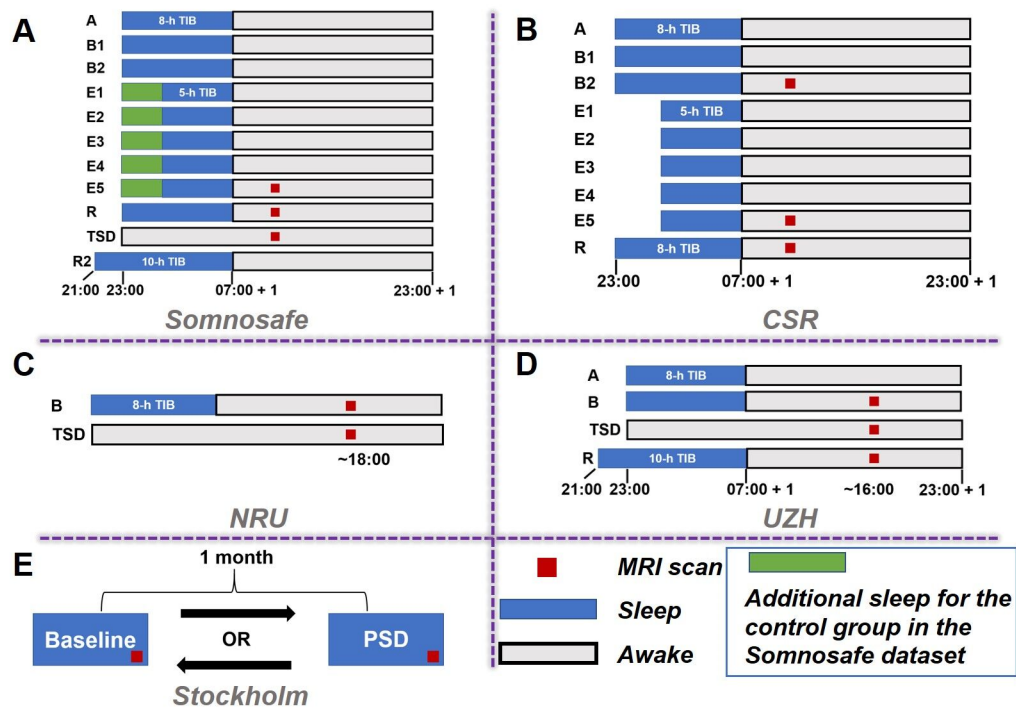 A
A 8-h TIB
B1
B2
E1 5-h TIB
E2
E3
E4
E5
R
TSD
R2 10-h TIB
21:00 23:00 07:00 + 1 23:00 + 1
Somnosafe
B
A 8-h TIB
B1
B2
E1 5-h TIB
E2
E3
E4
E5
R 8-h TIB
23:00 07:00 + 1 23:00 + 1
CSR
C
B 8-h TIB
TSD
~18:00
NRU
D
A 8-h TIB
B
TSD
R 10-h TIB
21:00 23:00 07:00 + 1 ~16:00 23:00 + 1
UZH
E
1 month
Baseline OR PSD
Stockholm
MRI scan
Sleep
Awake
Additional sleep for the
control group in the
Somnosafe dataset